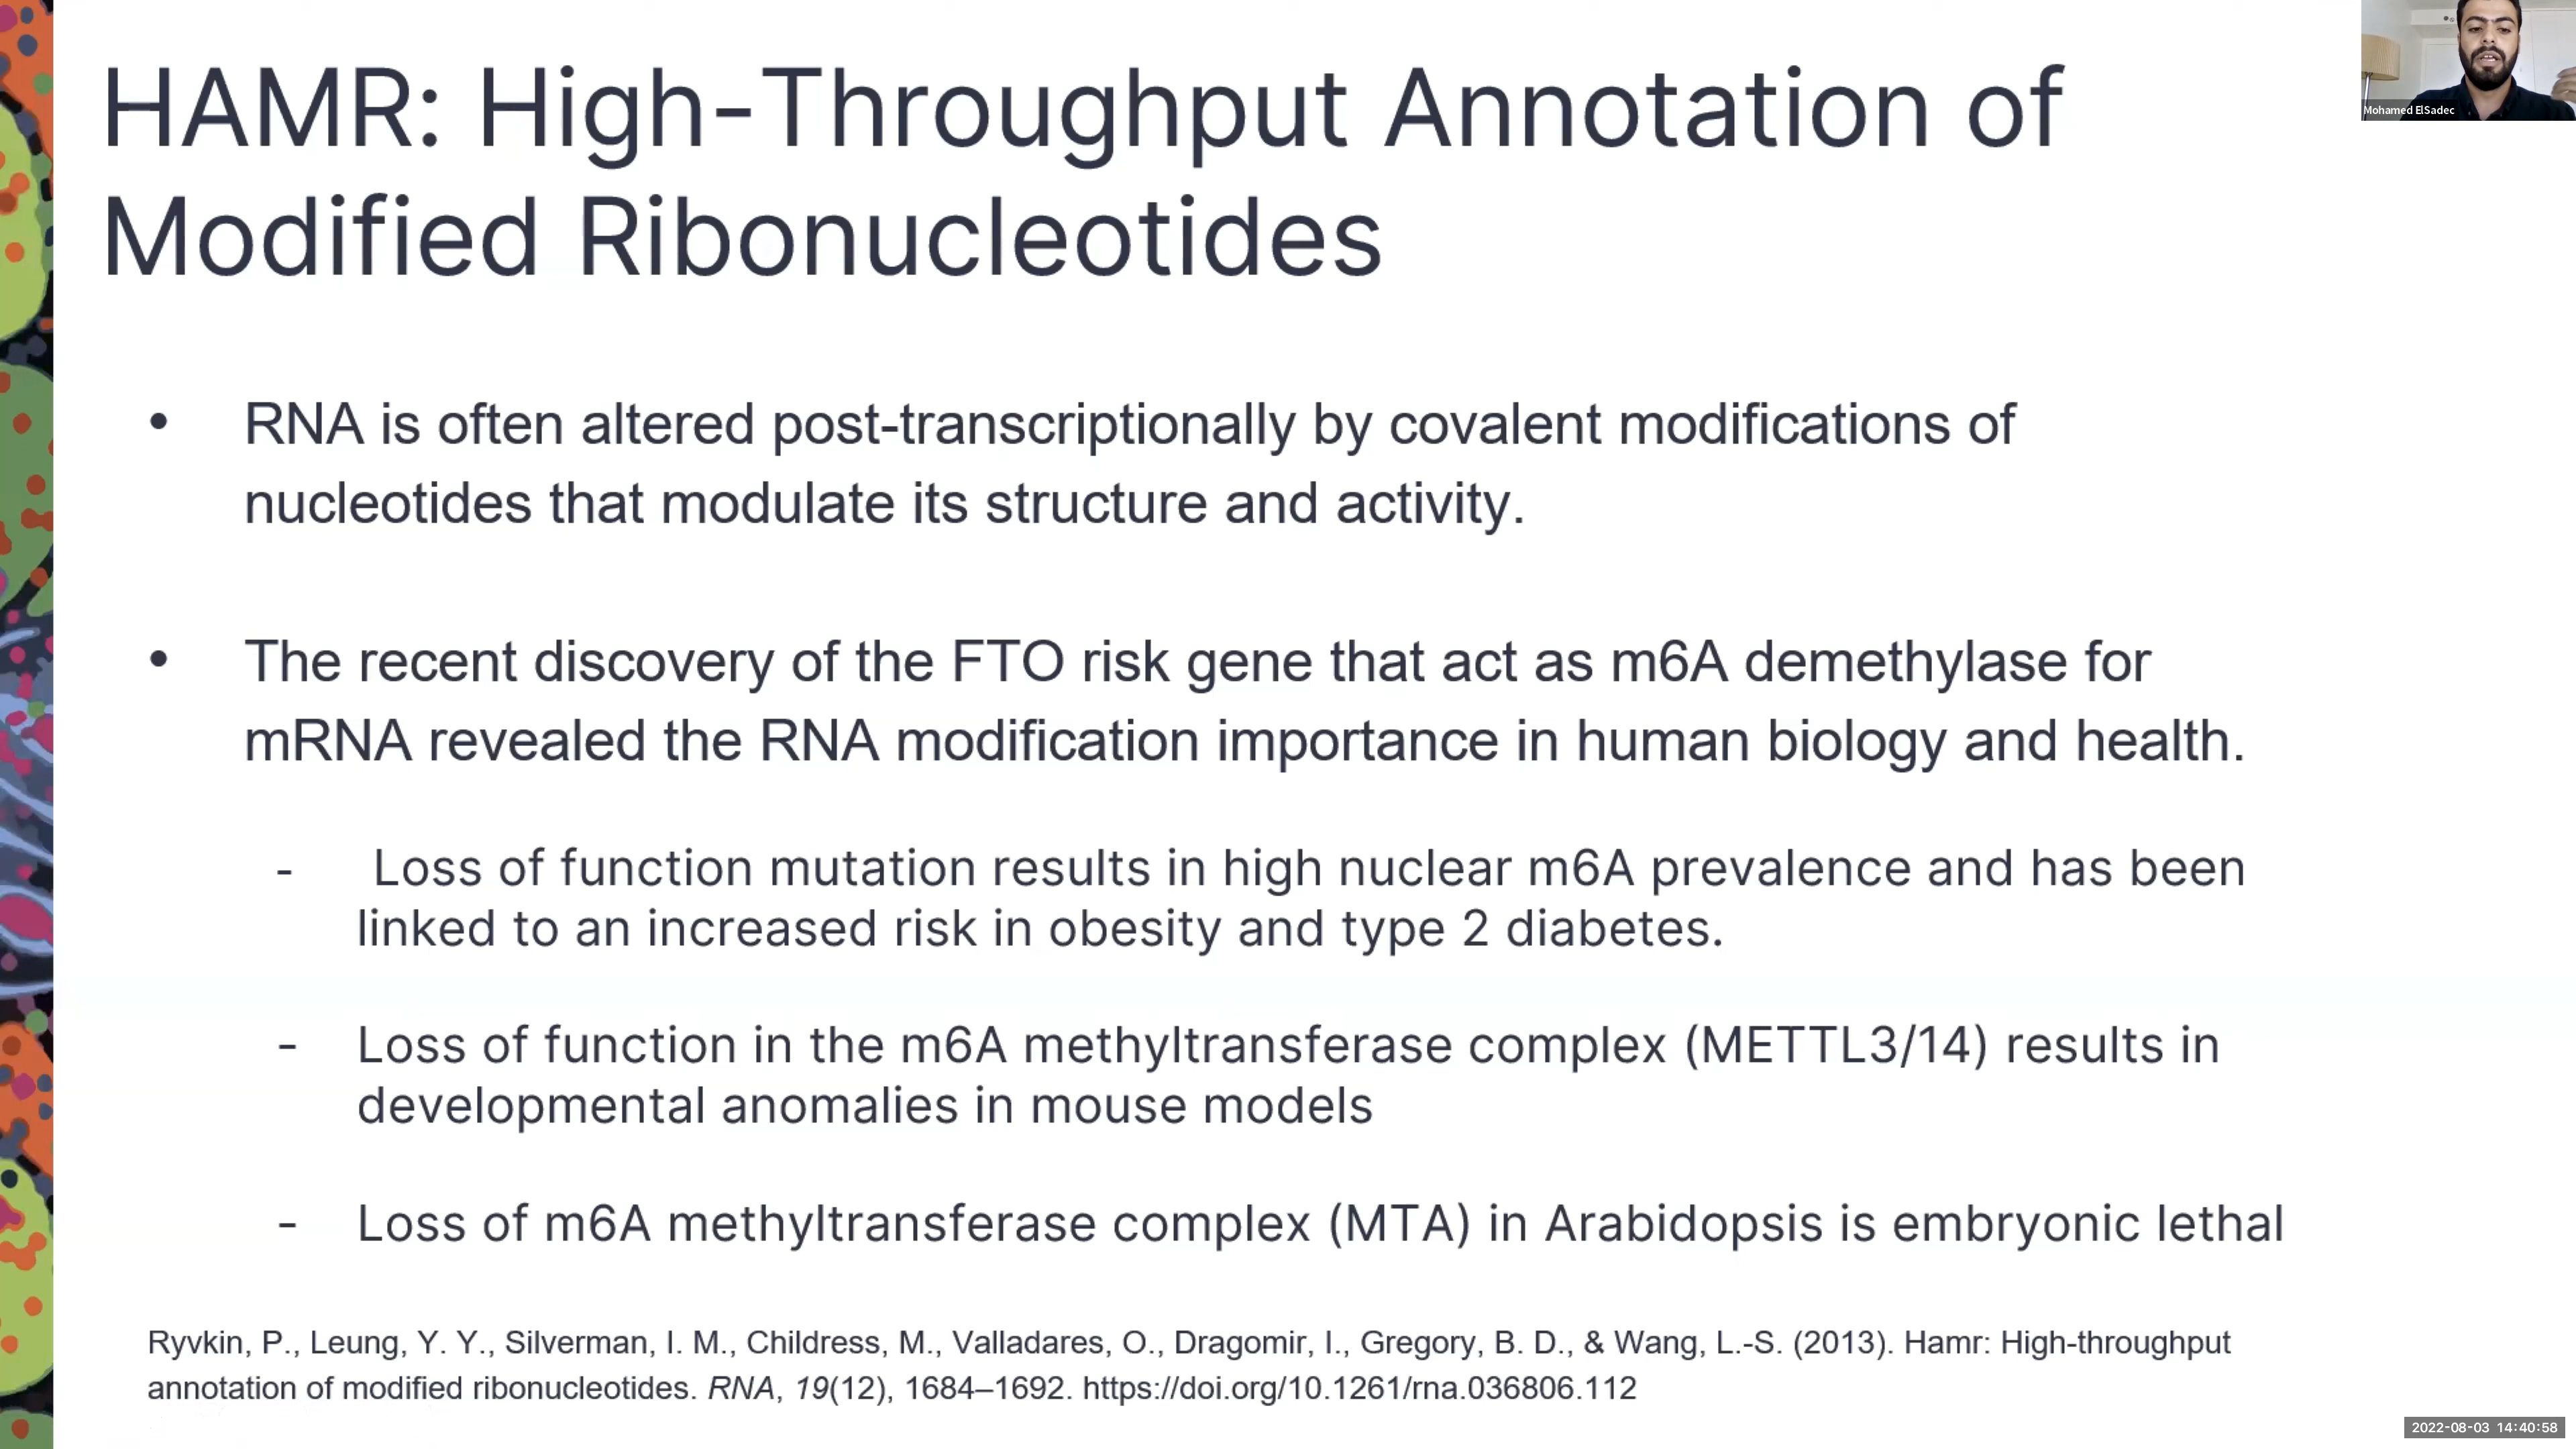 HAMR: High-Throughput Annotation of
Modified Ribonucleotides
Mohamed ElSadec
• RNA is often altered post-transcriptionally by covalent modifications of
nucleotides that modulate its structure and activity.
• The recent discovery of the FTO risk gene that act as m6A demethylase for
mRNA revealed the RNA modification importance in human biology and health.
- Loss of function mutation results in high nuclear m6A prevalence and has been
linked to an increased risk in obesity and type 2 diabetes.
- Loss of function in the m6A methyltransferase complex (METTL3/14) results in
developmental anomalies in mouse models
- Loss of m6A methyltransferase complex (MTA) in Arabidopsis is embryonic lethal
Ryvkin, P., Leung, Y. Y., Silverman, I. M., Childress, M., Valladares, O., Dragomir, I., Gregory, B. D., & Wang, L.-S. (2013). Hamr: High-throughput
annotation of modified ribonucleotides. RNA, 19(12), 1684–1692. https://doi.org/10.1261/rna.036806.112
2022-08-03 14:40:58